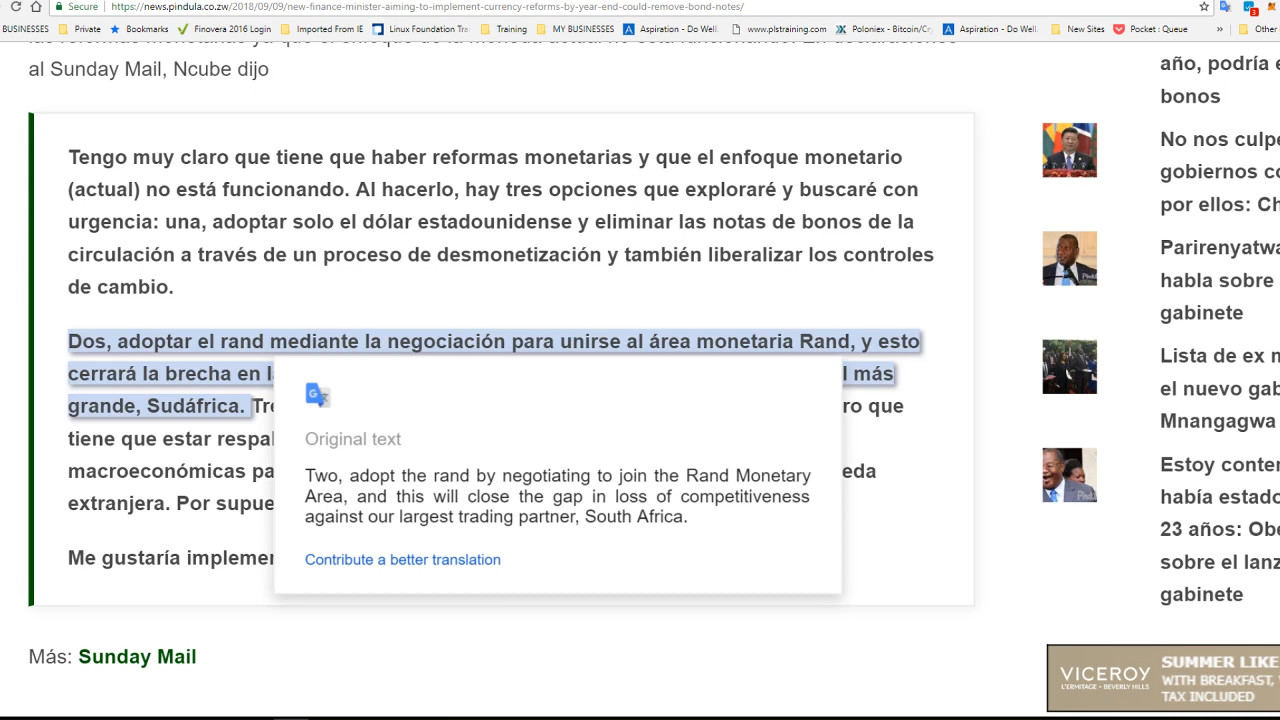 Secure
https://news.pindula.co.zw/2018/09/09/new-finance-minister-aiming-to-implement-currency-reforms-by-year-end-could-remove-bond-notes/
BUSINESSES Private Bookmarks Finovera 2019 Login Imported From IE Linux Foundation Tra Training MY BUSINESSES Aspiration - Do Well. www.plstraining.com Poloniex - Bitcoin/Cry Aspiration - Do Well. New Sites Pocket : Queue » Other
al Sunday Mail, Ncube dijo
Tengo muy claro que tiene que haber reformas monetarias y que el enfoque monetario
(actual) no está funcionando. Al hacerlo, hay tres opciones que exploraré y buscaré con
urgencia: una, adoptar solo el dólar estadounidense y eliminar las notas de bonos de la
circulación a través de un proceso de desmonetización y también liberalizar los controles
de cambio.
Dos, adoptar el rand mediante la negociación para unirse al área monetaria Rand, y esto
cerrará la brecha en l
l más
grande, Sudáfrica. Tre
ro que
tiene que estar respal
macroeconómicas pa
eda
extranjera. Por supue
Me gustaría implemen
Original text
Two, adopt the rand by negotiating to join the Rand Monetary
Area, and this will close the gap in loss of competitiveness
against our largest trading partner, South Africa.
Contribute a better translation
Más: Sunday Mail
año, podría e
bonos
No nos culpe
gobiernos co
por ellos: Ch
Parirenyatwa
habla sobre
gabinete
Lista de ex m
el nuevo gab
Mnangagwa
Estoy conten
había estado
23 años: Obe
sobre el lanz
gabinete
VICEROY
L'ERMITAGE • BEVERLY HILLS
SUMMER LIKE
WITH BREAKFAST,
TAX INCLUDED